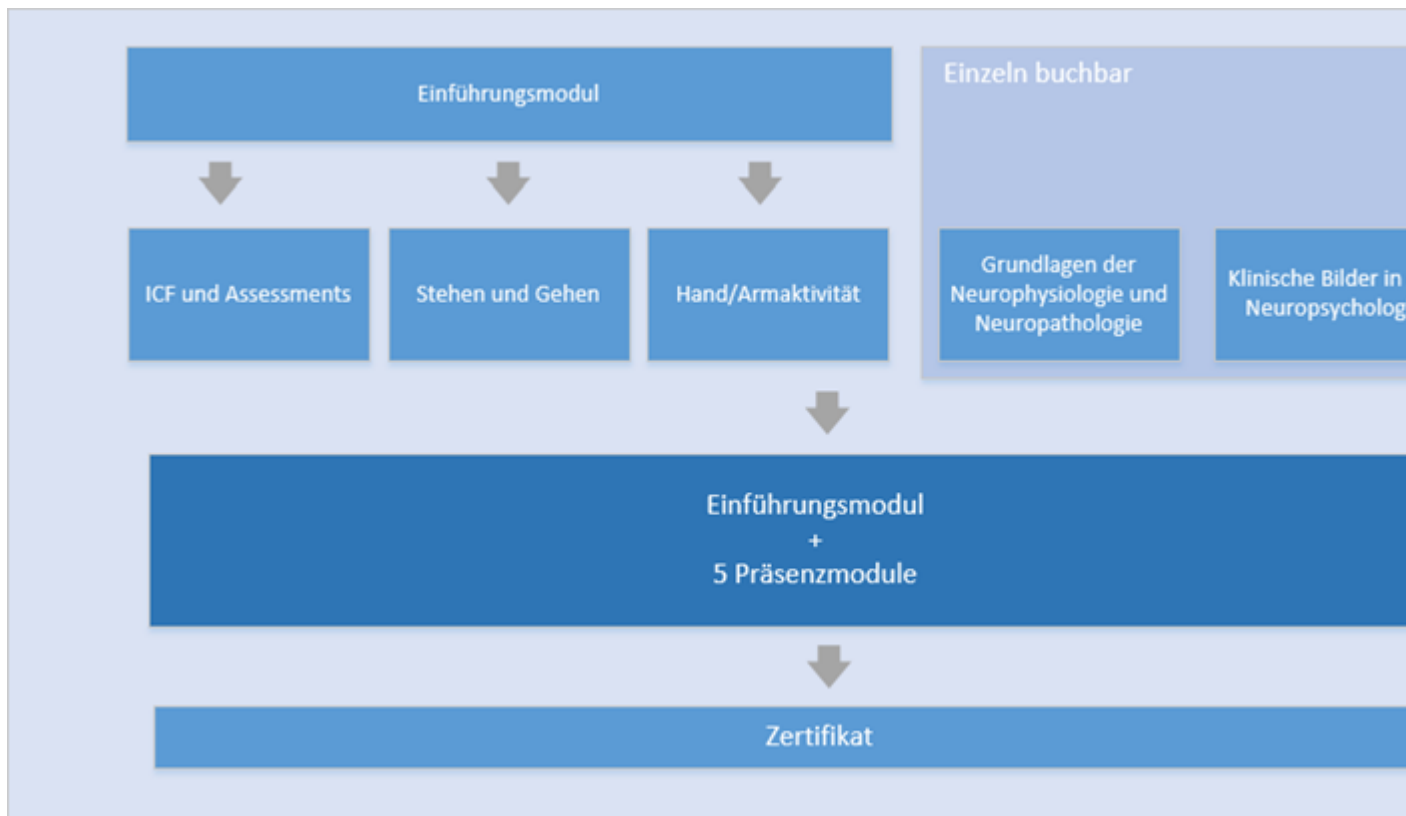 Einführungsmodul
Einzeln buchbar
ICF und Assessments
Stehen und Gehen
Hand/Armaktivität
Grundlagen der
Neurophysiologie und
Neuropathologie
Klinische Bilder in
Neuropsycholog
Einführungsmodul
+
5 Präsenzmodule
Zertifikat